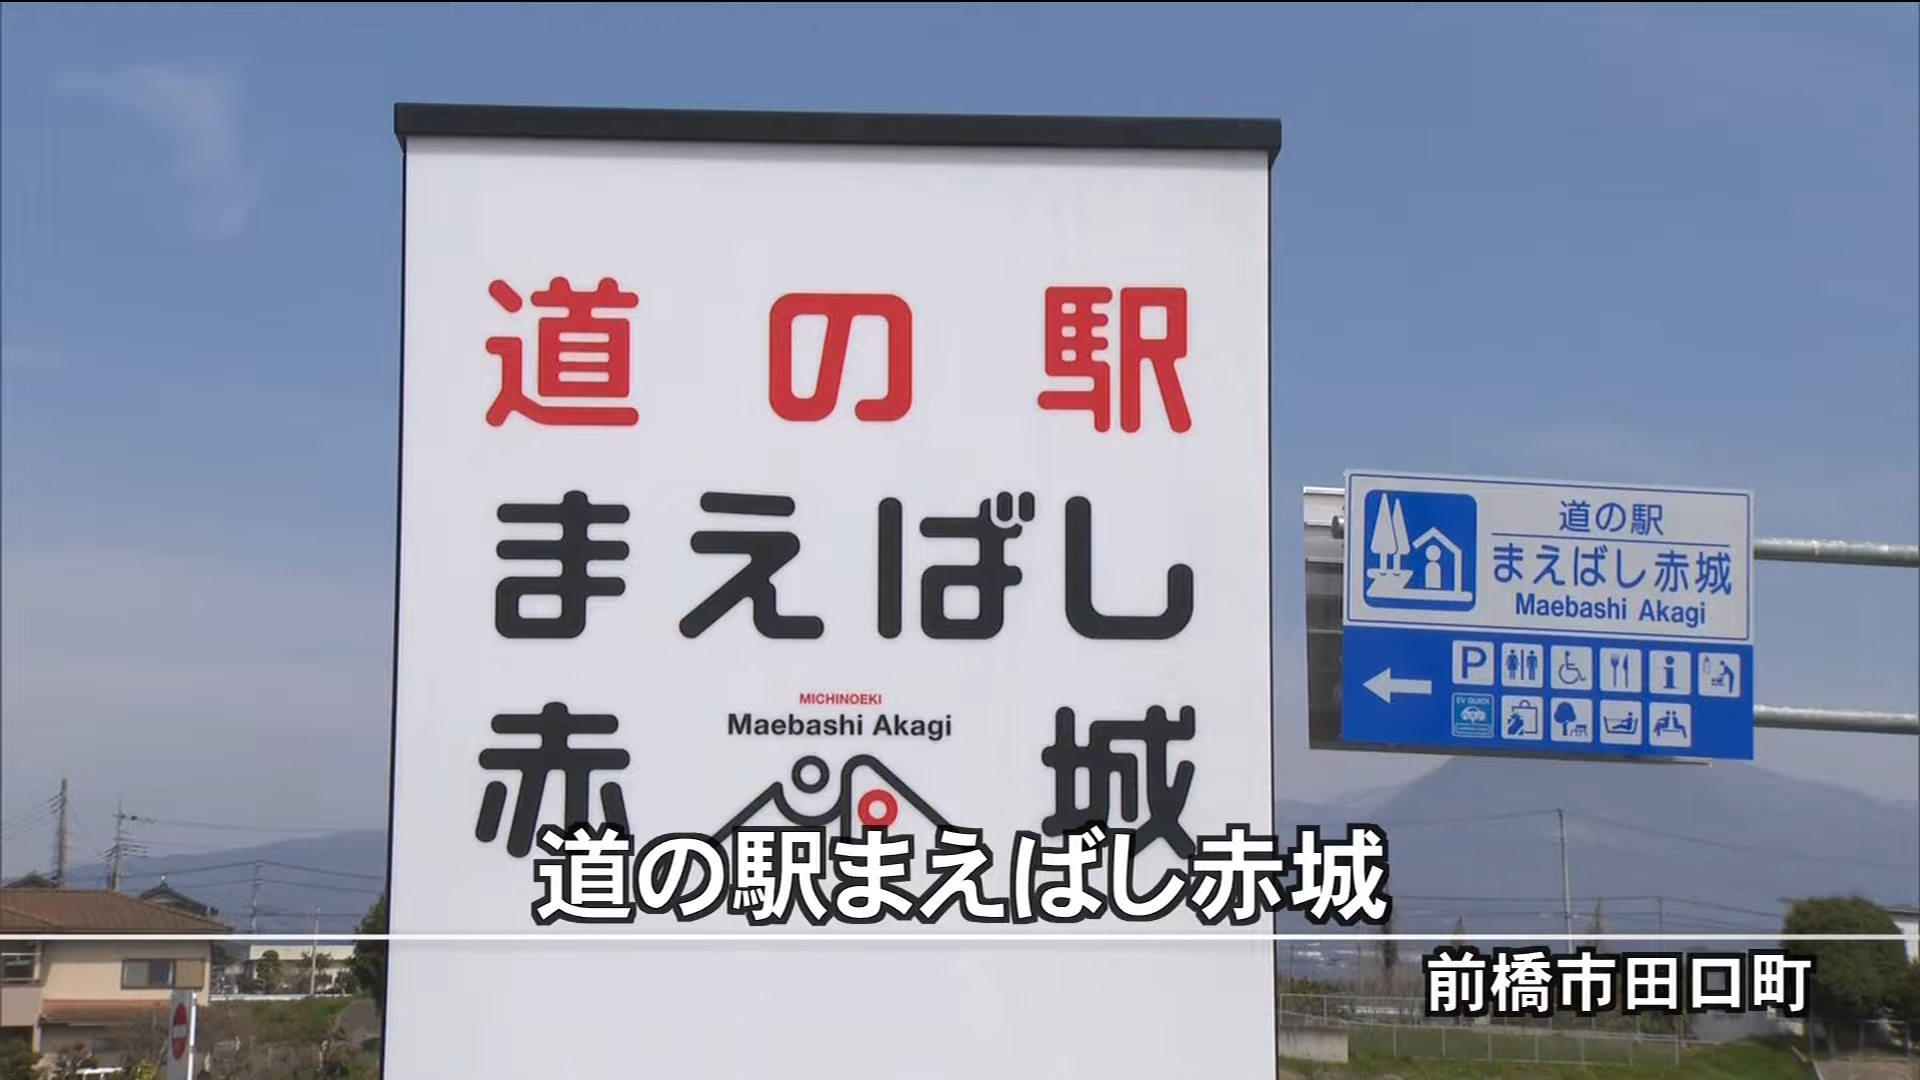 道の駅
まえばし
赤城
MICHINOEKI
Maebashi Akagi
道の駅
まえばし赤城
Maebashi Akagi
P
EV QUICK
道の駅まえばし赤城
前橋市田口町